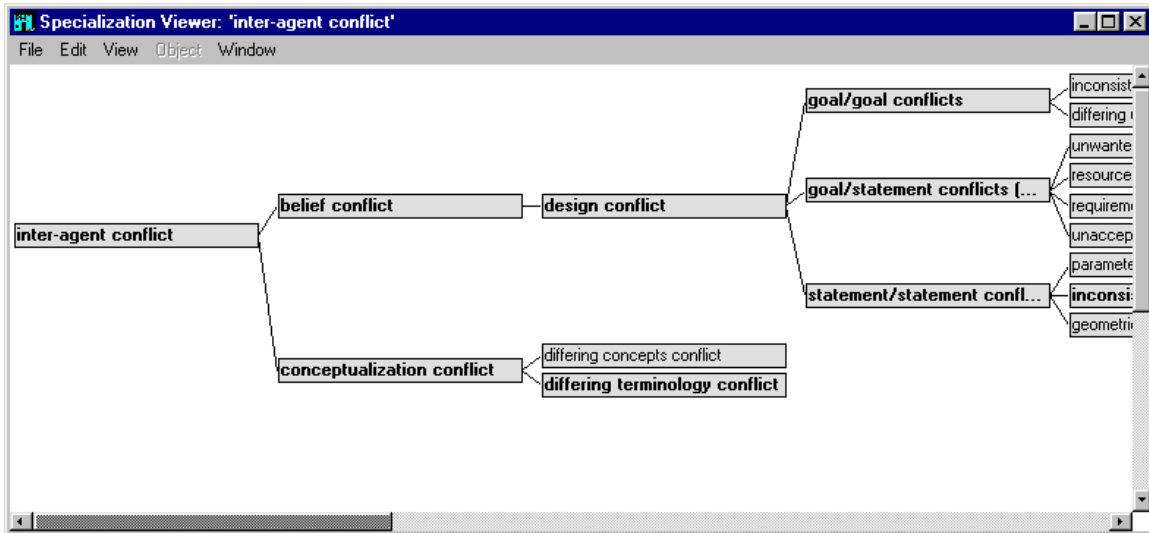 Specialization Viewer: 'inter-agent conflict'
File Edit View Object Window
inter-agent conflict
belief conflict
conceptualization conflict
design conflict
differing concepts conflict
differing terminology conflict
goal/goal conflicts
goal/statement conflicts (...
statement/statement confl...
inconsist
differing
unwante
resource
requirem
unaccep
paramete
inconsi
geometri